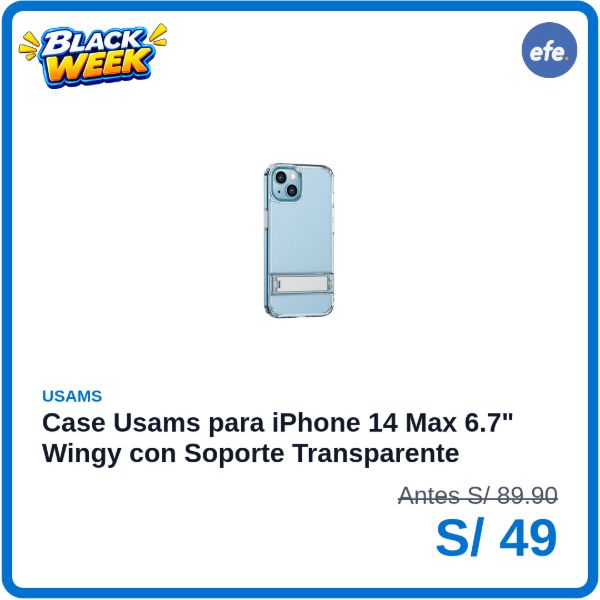 BLACK
WEEK
efe.
USAMS
Case Usams para iPhone 14 Max 6.7"
Wingy con Soporte Transparente
Antes S/ 89.90
S/ 49